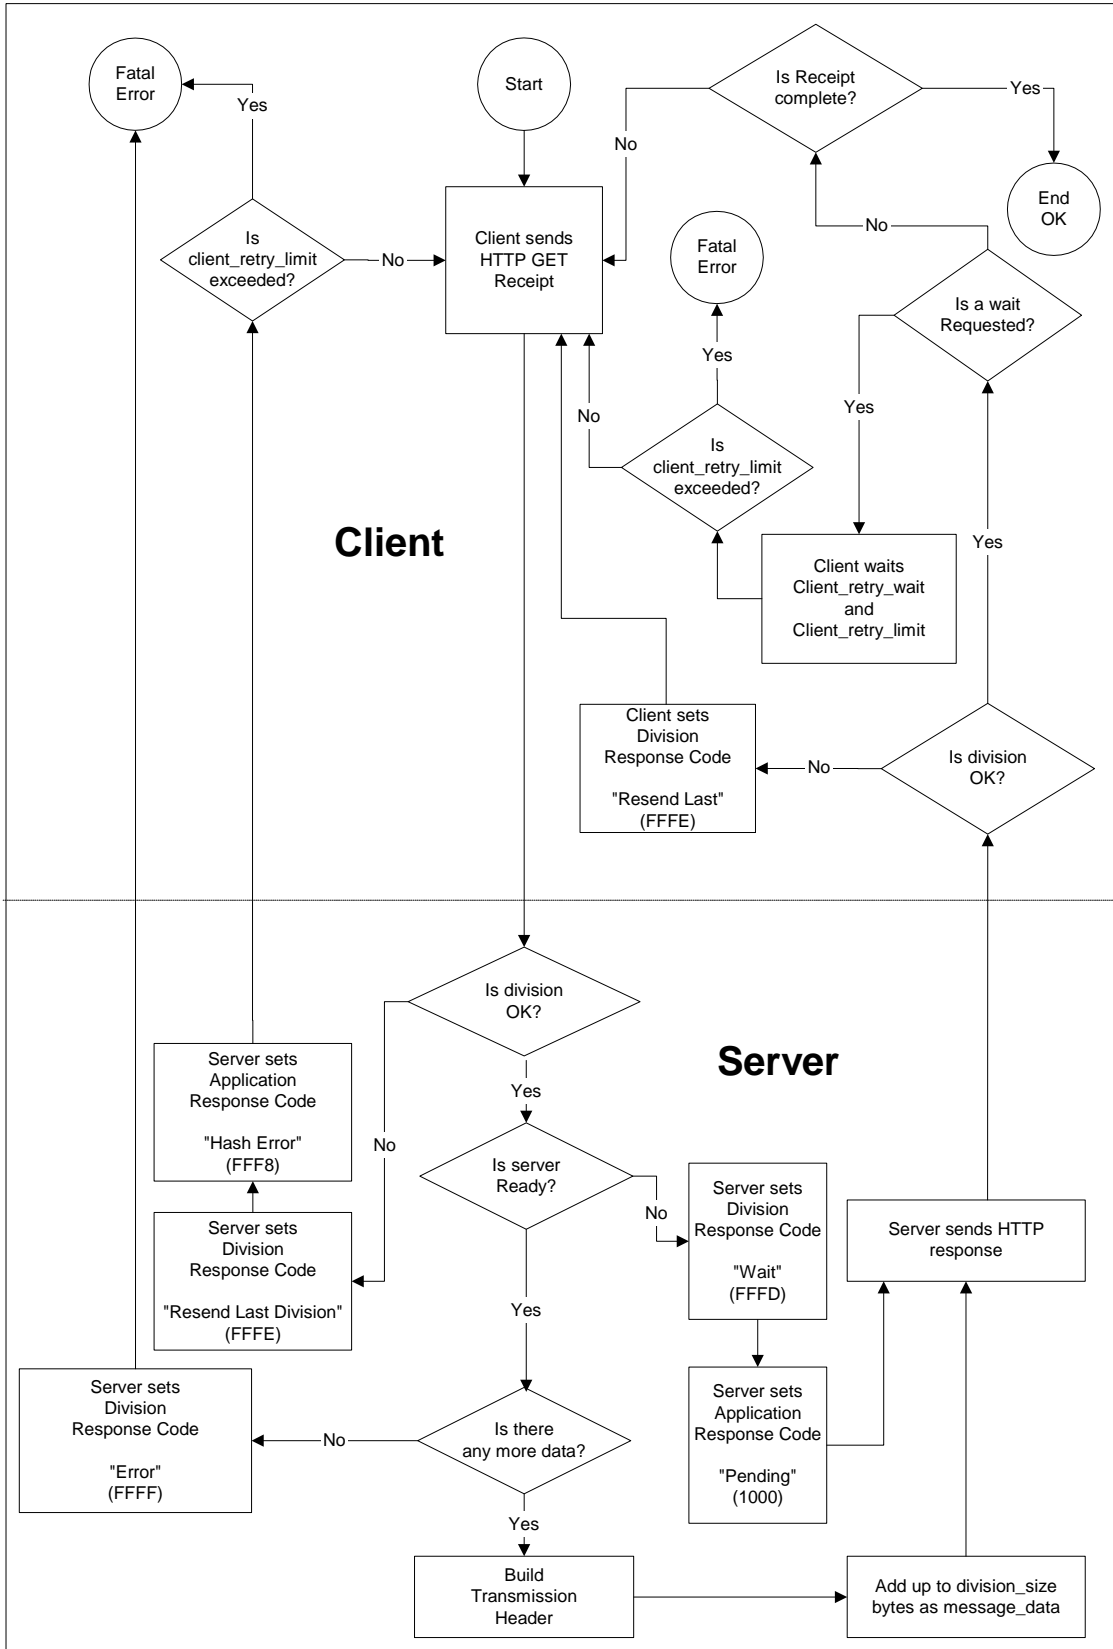 Fatal
Error
Start
Is Receipt
complete?
Yes
Yes
No
End
OK
Is
client_retry_limit
exceeded?
No
Client sends
HTTP GET
Receipt
Fatal
Error
No
Is a wait
Requested?
Yes
No
Yes
Is
client_retry_limit
exceeded?
Client
Yes
Client waits
Client_retry_wait
and
Client_retry_limit
Client sets
Division
Response Code
"Resend Last"
(FFFE)
No
Is division
OK?
Is division
OK?
Server
Server sets
Application
Response Code
"Hash Error"
(FFF8)
Yes
No
Is server
Ready?
No
Server sets
Division
Response Code
"Wait"
(FFFD)
Server sends HTTP
response
Server sets
Division
Response Code
"Resend Last Division"
(FFFE)
Yes
Server sets
Division
Response Code
"Error"
(FFFF)
No
Is there
any more data?
Server sets
Application
Response Code
"Pending"
(1000)
Yes
Build
Transmission
Header
Add up to division_size
bytes as message_data